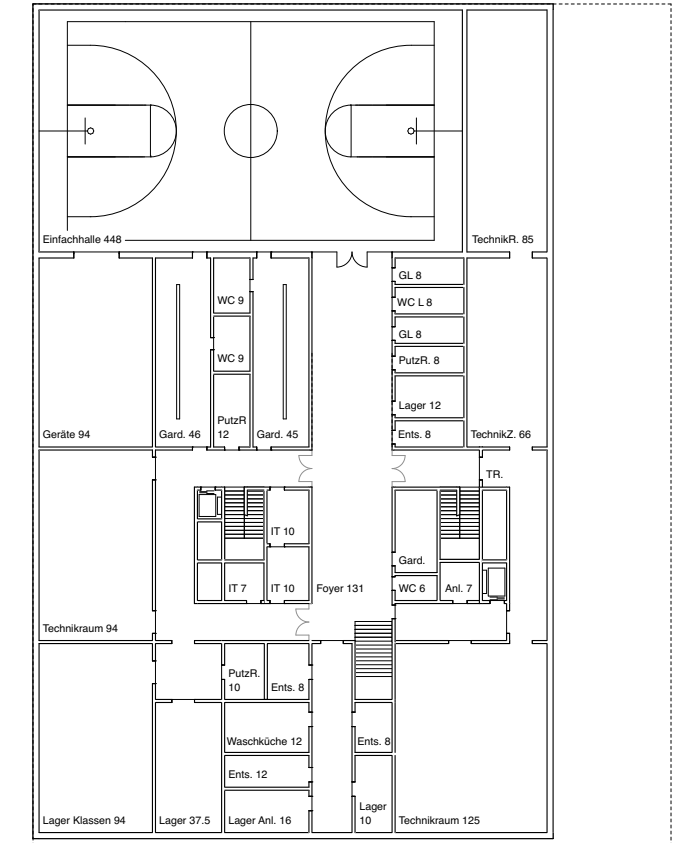 Einfachhalle 448
TechnikR. 85
GL 8
WC L 8
GL 8
PutzR. 8
Lager 12
Ents. 8
TechnikZ. 66
WC 9
WC 9
PutzR
12
Geräte 94
Gard. 46
Gard. 45
TR.
IT 10
IT 7
IT 10
Foyer 131
Gard.
WC 6
Anl. 7
Technikraum 94
PutzR.
10
Ents. 8
Waschküche 12
Ents. 8
Ents. 12
Lager Klassen 94
Lager 37.5
Lager Anl. 16
Lager
10
Technikraum 125